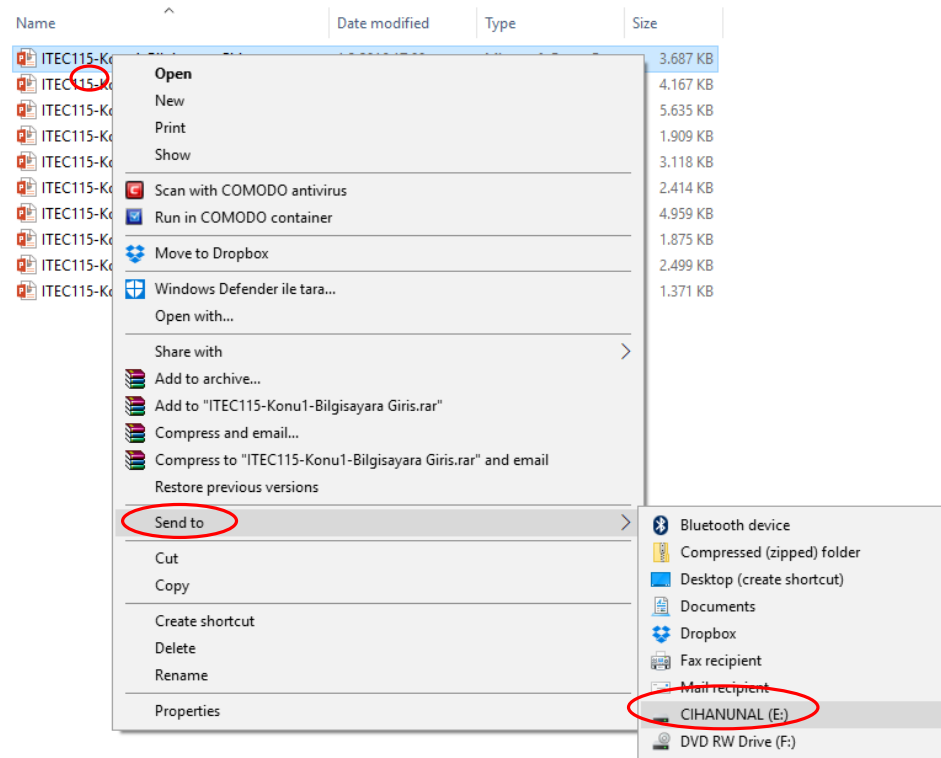 Name Date modified Type Size
ITEC115-Ko 3.687 KB
ITEC115-Ko 4.167 KB
ITEC115-Ko 5.635 KB
ITEC115-Ko 1.909 KB
ITEC115-Ko 3.118 KB
ITEC115-Ko 2.414 KB
ITEC115-Ko 4.959 KB
ITEC115-Ko 1.875 KB
ITEC115-Ko 2.499 KB
ITEC115-Ko 1.371 KB
Open
New
Print
Show
Scan with COMODO antivirus
Run in COMODO container
Move to Dropbox
Windows Defender ile tara...
Open with...
Share with
Add to archive...
Add to "ITEC115-Konu1-Bilgisayara Giris.rar"
Compress and email...
Compress to "ITEC115-Konu1-Bilgisayara Giris.rar" and email
Restore previous versions
Send to
Cut
Copy
Create shortcut
Delete
Rename
Properties
Bluetooth device
Compressed (zipped) folder
Desktop (create shortcut)
Documents
Dropbox
Fax recipient
Mail recipient
CIHANUNAL (E:)
DVD RW Drive (F:)